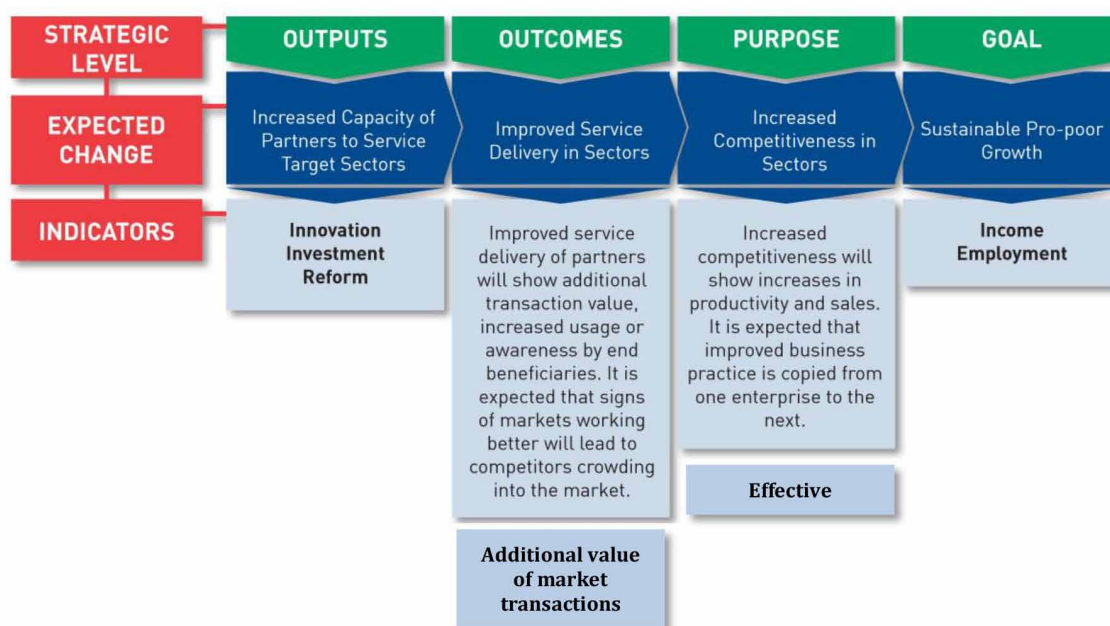 STRATEGIC
LEVEL
OUTPUTS
OUTCOMES
PURPOSE
GOAL
EXPECTED
CHANGE
Increased Capacity of
Partners to Service
Target Sectors
Improved Service
Delivery in Sectors
Increased
Competitiveness in
Sectors
Sustainable Pro-poor
Growth
INDICATORS
Innovation
Investment
Reform
Improved service
delivery of partners
will show additional
transaction value,
increased usage or
awareness by end
beneficiaries. It is
expected that signs
of markets working
better will lead to
competitors crowding
into the market.
Increased
competitiveness will
show increases in
productivity and sales.
It is expected that
improved business
practice is copied from
one enterprise to the
next.
Income
Employment
Effective
Additional value
of market
transactions